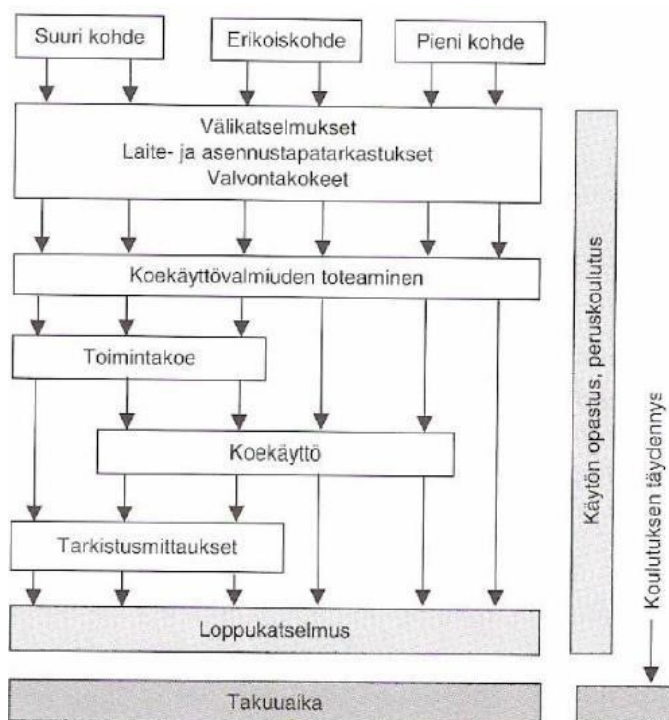 Suuri kohde
Erikoiskohde
Pieni kohde
Välikatselmukset
Laite- ja asennustapatarkastukset
Valvontakokeet
Koekäyttövalmiuden toteaminen
Toimintakoe
Koekäyttö
Tarkistusmittaukset
Loppukatselmus
Takuuaika
Käytön opastus, peruskoulutus
Koulutuksen täydennys